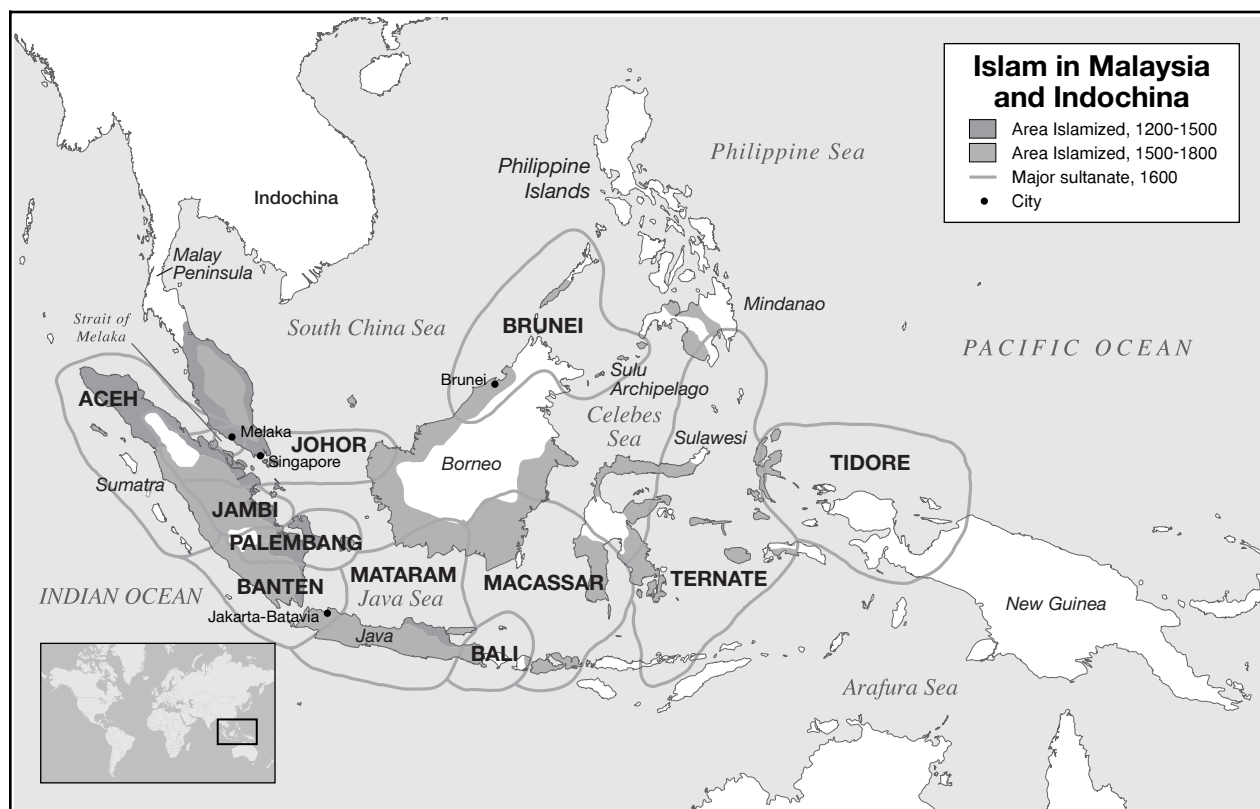 Islam in Malaysia
and Indochina
Area Islamized, 1200-1500
Area Islamized, 1500-1800
Major sultanate, 1600
City
Philippine Sea
Philippine
Islands
Indochina
Malay
Peninsula
Strait of
Melaka
South China Sea
BRUNEI
Mindanao
PACIFIC OCEAN
Brunei
Sulu
Archipelago
ACEH
Celebes
Sea
Melaka
JOHOR
Singapore
Sulawesi
Borneo
TIDORE
Sumatra
JAMBI
PALEMBANG
BANTEN
MATARAM
MACASSAR
TERNATE
INDIAN OCEAN
Java Sea
New Guinea
Jakarta-Batavia
Java
BALI
Arafura Sea